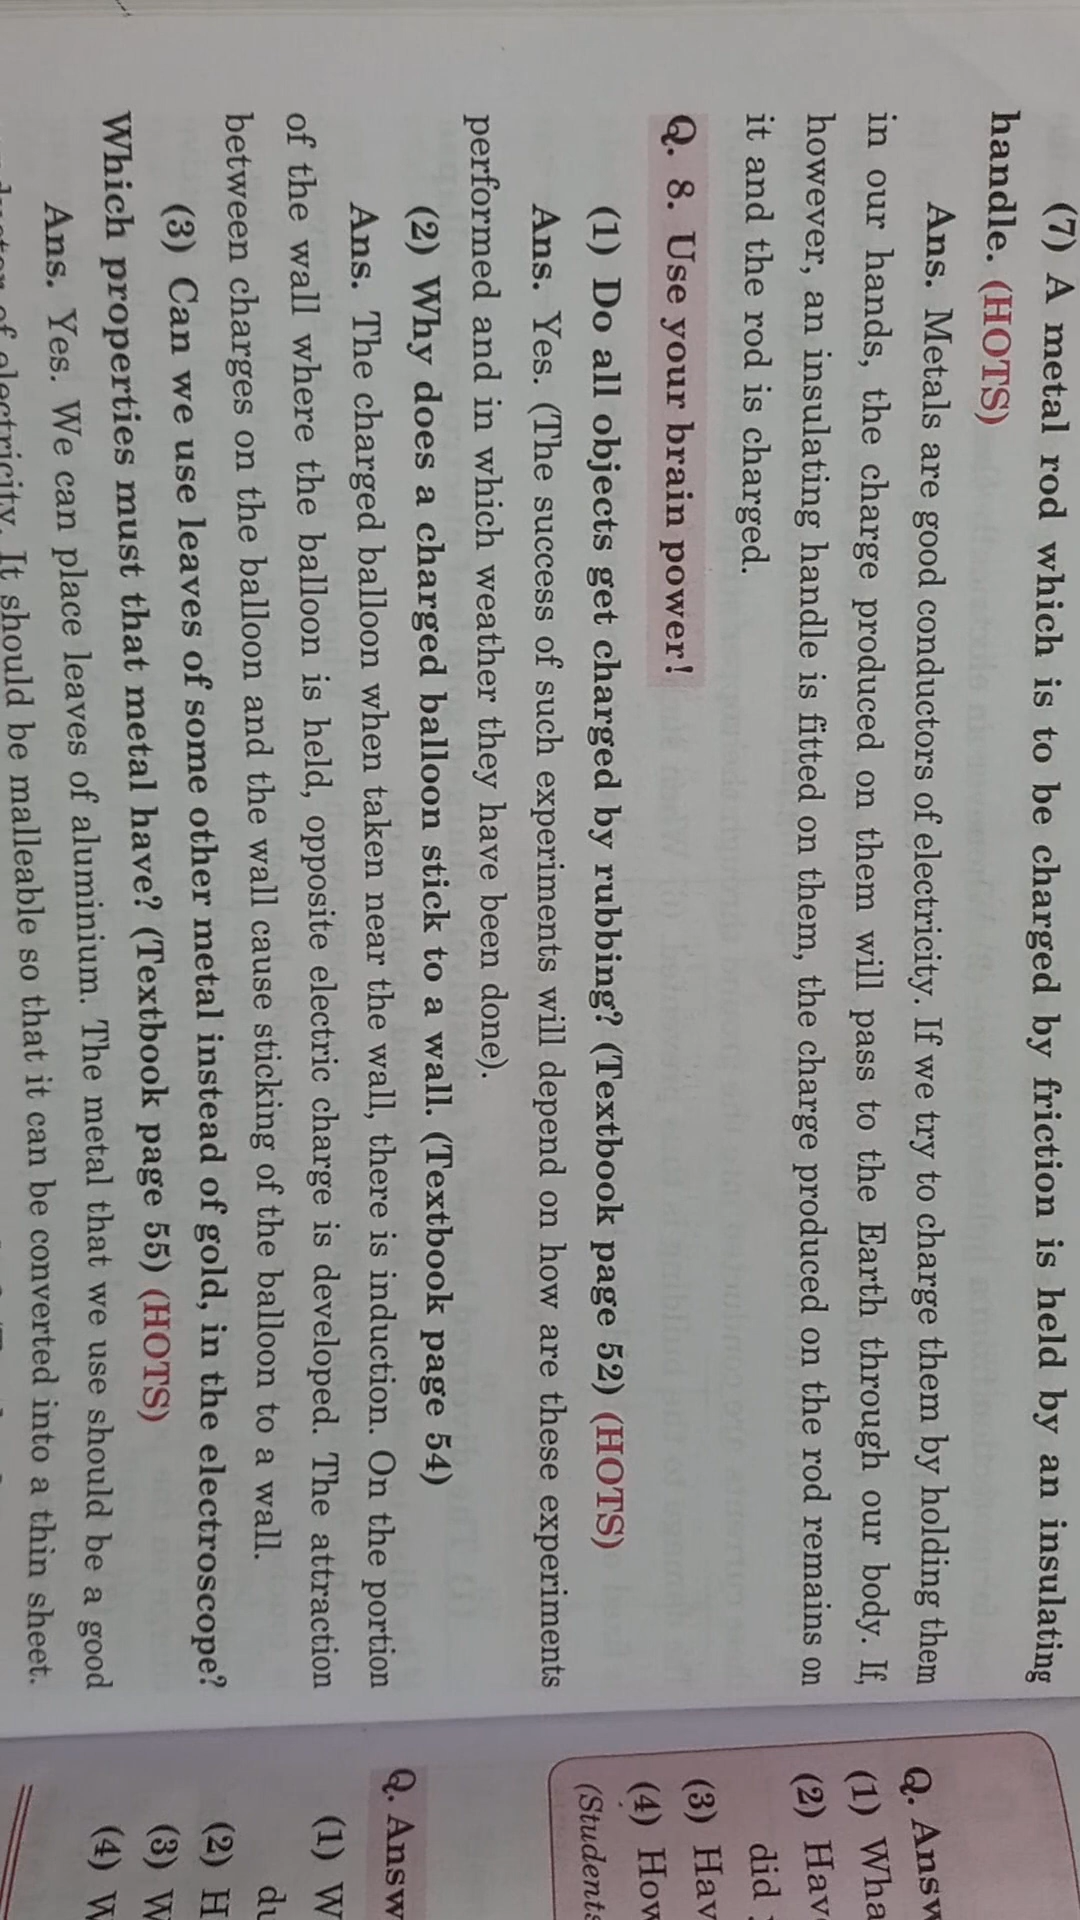 (7) A metal rod which is to be charged by friction is held by an insulating
handle. (HOTS)
Ans. Metals are good conductors of electricity. If we try to charge them by holding them
in our hands, the charge produced on them will pass to the Earth through our body. If,
however, an insulating handle is fitted on them, the charge produced on the rod remains on
it and the rod is charged.
Q. 8. Use your brain power!
(1) Do all objects get charged by rubbing? (Textbook page 52) (HOTS)
Ans. Yes. (The success of such experiments will depend on how are these experiments
performed and in which weather they have been done).
(2) Why does a charged balloon stick to a wall. (Textbook page 54)
Ans. The charged balloon when taken near the wall, there is induction. On the portion
of the wall where the balloon is held, opposite electric charge is developed. The attraction
between charges on the balloon and the wall cause sticking of the balloon to a wall.
(3) Can we use leaves of some other metal instead of gold, in the electroscope?
Which properties must that metal have? (Textbook page 55) (HOTS)
Ans. Yes. We can place leaves of aluminium. The metal that we use should be a good
of electricity. It should be malleable so that it can be converted into a thin sheet.
Q. Answ
(1) Wha
(2) Hav
did
(3) Hav
(4) How
(Students
Q. Answ
(1) W
du
(2) H
(3) W
(4) W